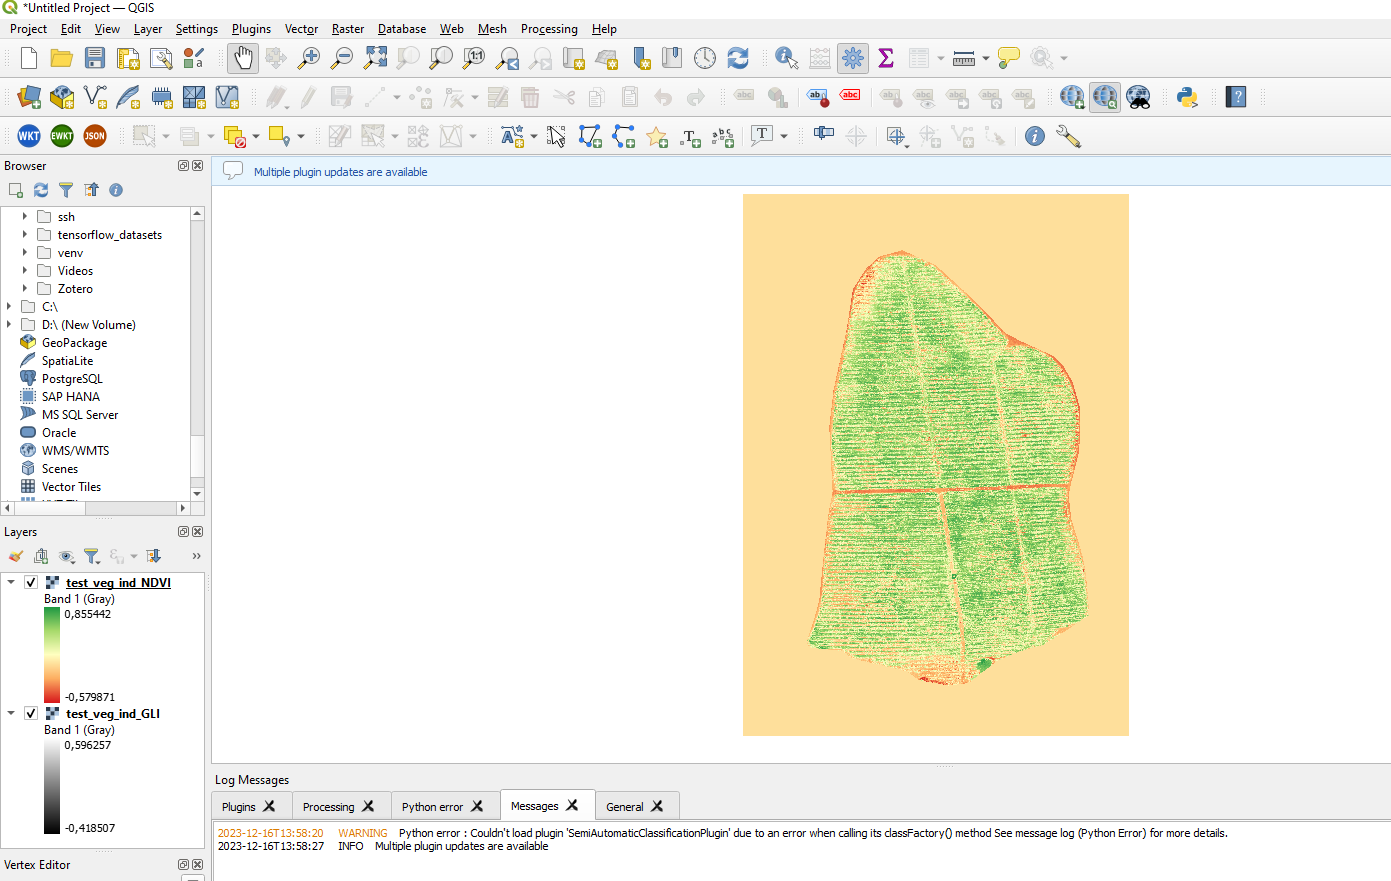 *Untitled Project — QGIS
Project Edit View Layer Settings Plugins Vector Raster Database Web Mesh Processing Help
1:1
abc
ab
abc
WKT EWKT JSON
T
Browser
Multiple plugin updates are available
ssh
tensorflow_datasets
venv
Videos
Zotero
C:\
D:\ (New Volume)
GeoPackage
SpatiaLite
PostgreSQL
SAP HANA
MS SQL Server
Oracle
WMS/WMTS
Scenes
Vector Tiles
Layers
test_veg_ind_NDVI
Band 1 (Gray)
0,855442
-0,579871
test_veg_ind_GLI
Band 1 (Gray)
0,596257
-0,418507
Vertex Editor
Log Messages
Plugins Processing Python error Messages General
2023-12-16T13:58:20 WARNING Python error : Couldn't load plugin 'SemiAutomaticClassificationPlugin' due to an error when calling its classFactory() method See message log (Python Error) for more details.
2023-12-16T13:58:27 INFO Multiple plugin updates are available